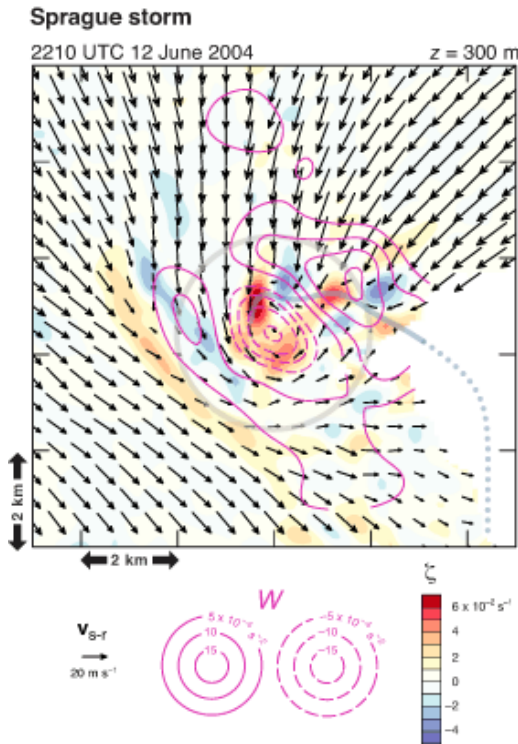 Sprague storm
2210 UTC 12 June 2004
z = 300 m
2 km
2 km
ζ
W
V s-r
20 m s⁻¹
5 x 10⁻⁴
10
15
-5 x 10⁻⁴
-10
-15
6 x 10⁻² s⁻¹
4
2
0
-2
-4